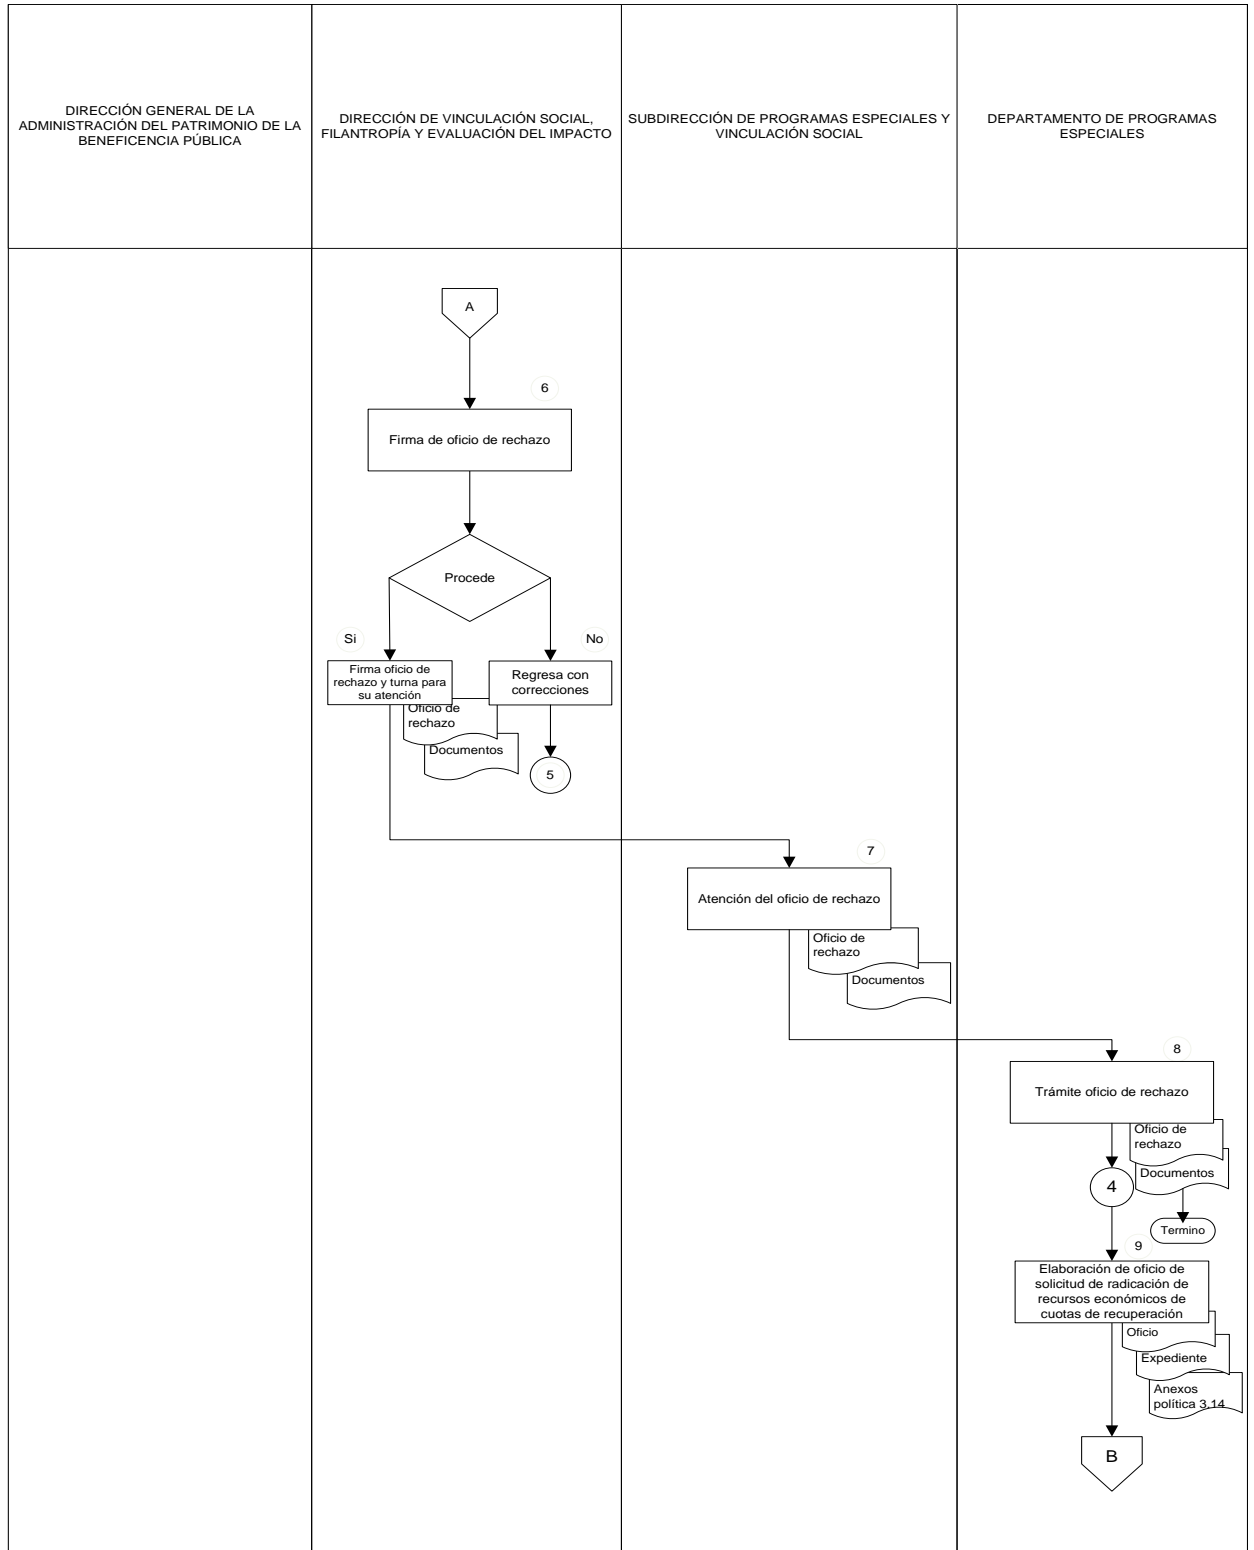 DIRECCIÓN GENERAL DE LA
ADMINISTRACIÓN DEL PATRIMONIO DE LA
BENEFICENCIA PÚBLICA
DIRECCIÓN DE VINCULACIÓN SOCIAL,
FILANTROPÍA Y EVALUACIÓN DEL IMPACTO
SUBDIRECCIÓN DE PROGRAMAS ESPECIALES Y
VINCULACIÓN SOCIAL
DEPARTAMENTO DE PROGRAMAS
ESPECIALES
A
6
Firma de oficio de rechazo
Procede
Si
No
Firma oficio de
rechazo y turna para
su atención
Regresa con
correcciones
Oficio de
rechazo
Documentos
5
7
Atención del oficio de rechazo
Oficio de
rechazo
Documentos
8
Trámite oficio de rechazo
Oficio de
rechazo
Documentos
4
Termino
9
Elaboración de oficio de
solicitud de radicación de
recursos económicos de
cuotas de recuperación
Oficio
Expediente
Anexos
política 3.14
B